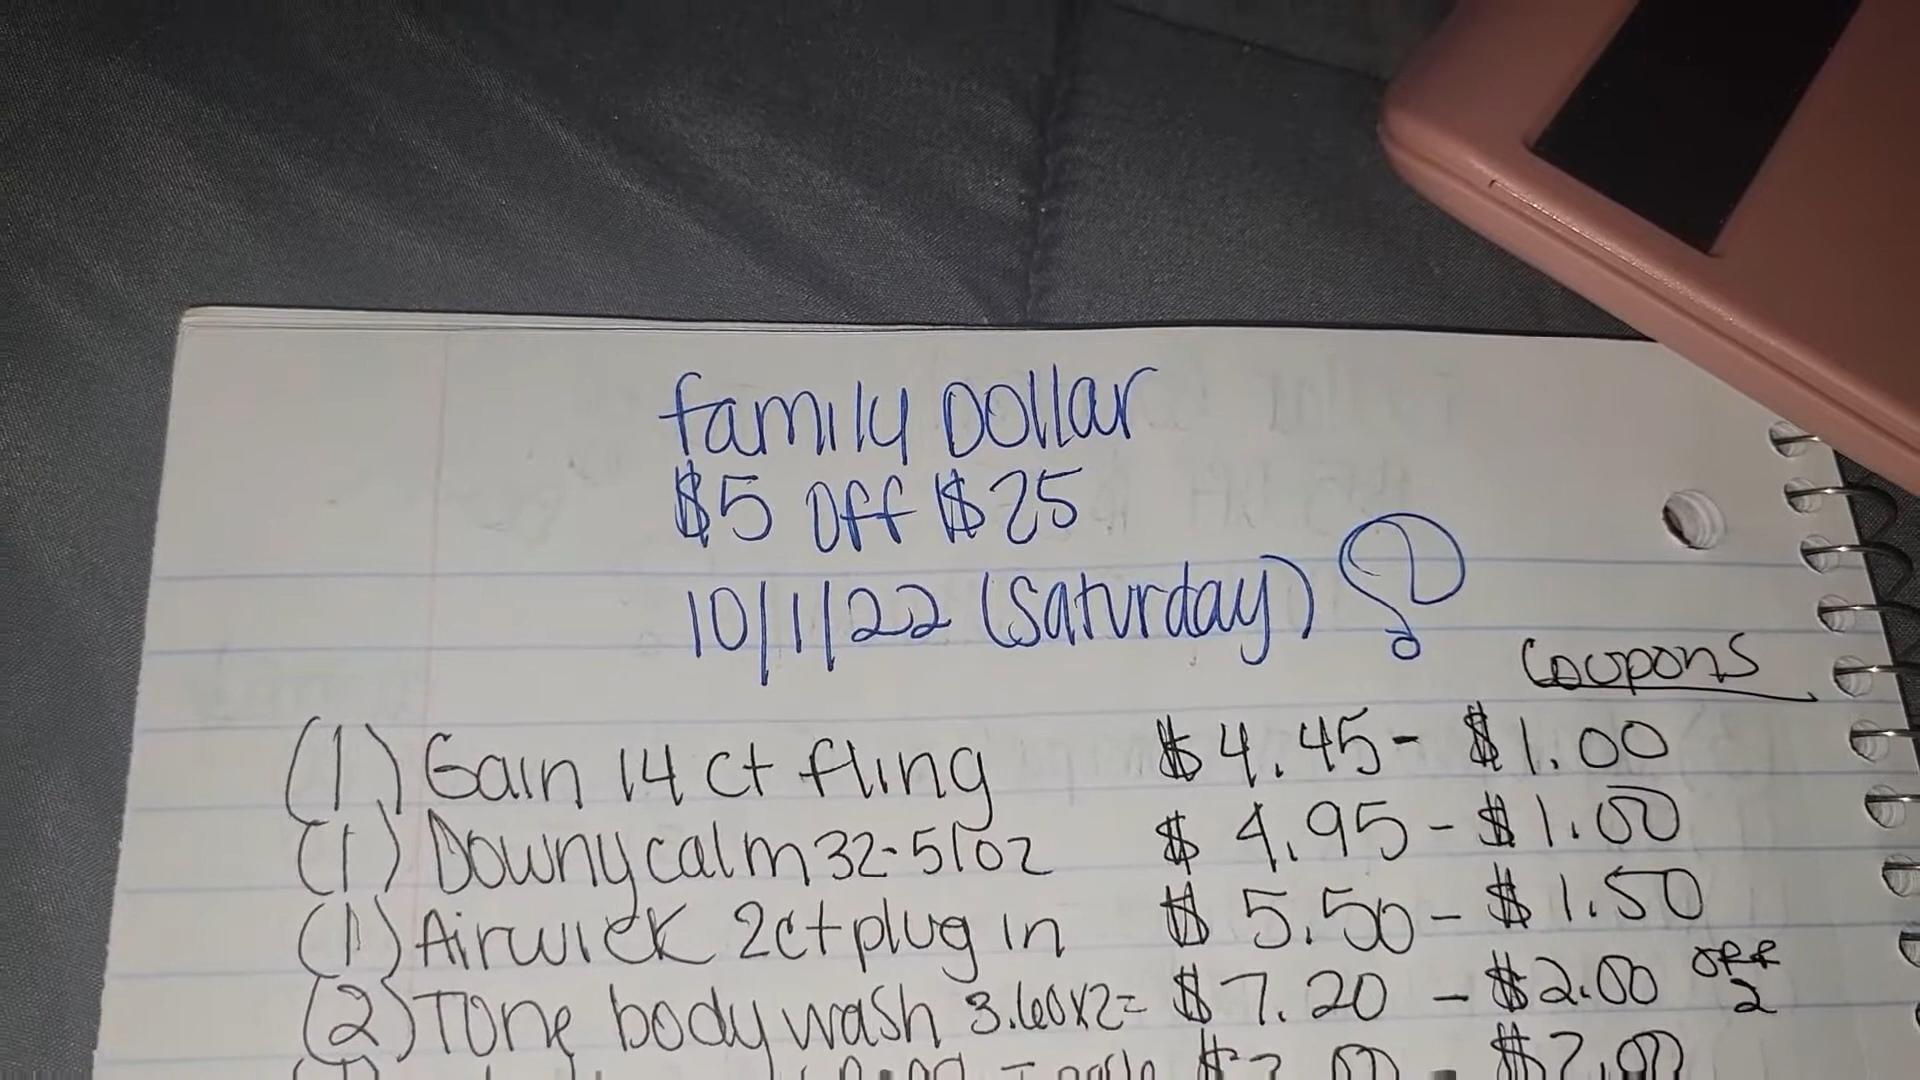 family Dollar
$5 off $25
10/1/22 (Saturday)
Coupons
(1) Gain 14 ct fling $4.45 - $1.00
(1) Downy calm 32-51oz $4.95 - $1.00
(1) Airwick 2ct plug in $5.50 - $1.50
(2) Tone body wash 3.60x2= $7.20 - $2.00 off 2